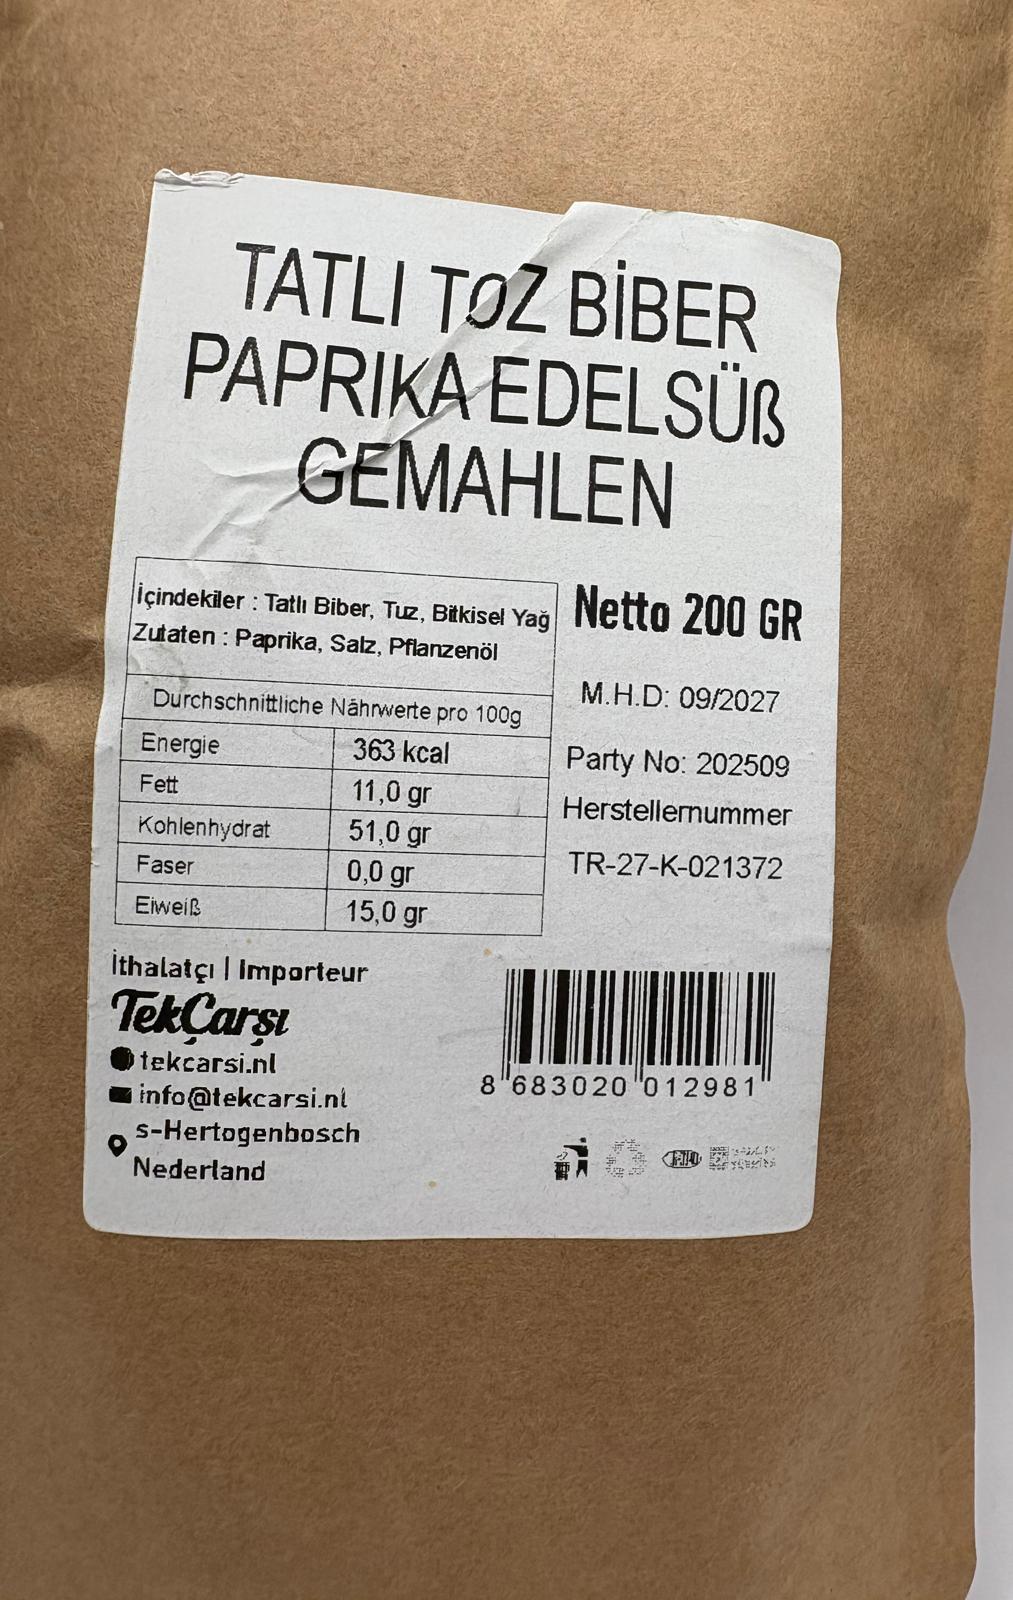 TATLI TOZ BİBER
PAPRIKA EDELSÜß
GEMAHLEN
İçindekiler : Tatlı Biber, Tuz, Bitkisel Yağ
Zutaten : Paprika, Salz, Pflanzenöl
Durchschnittliche Nährwerte pro 100g
Energie 363 kcal
Fett 11,0 gr
Kohlenhydrat 51,0 gr
Faser 0,0 gr
Eiweiß 15,0 gr
Netto 200 GR
M.H.D: 09/2027
Party No: 202509
Herstellernummer
TR-27-K-021372
İthalatçı | Importeur
TekÇarşı
tekcarsi.nl
info@tekcarsi.nl
s-Hertogenbosch
Nederland
8 683020 012981